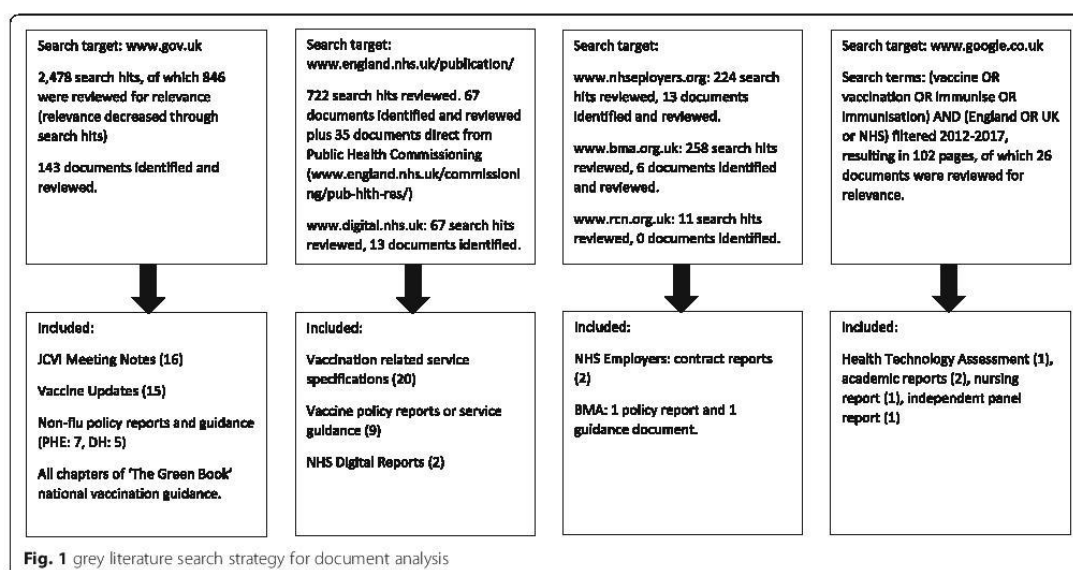 Search target: www.gov.uk
2,478 search hits, of which 846
were reviewed for relevance
(relevance decreased through
search hits)
143 documents identified and
reviewed.
Search target:
www.england.nhs.uk/publication/
722 search hits reviewed. 67
documents identified and reviewed
plus 35 documents direct from
Public Health Commissioning
(www.england.nhs.uk/commissioni
ng/pub-hlth-res/)
www.digital.nhs.uk: 67 search hits
reviewed, 13 documents identified.
Search target:
www.nhseployers.org: 224 search
hits reviewed, 13 documents
identified and reviewed.
www.bma.org.uk: 258 search hits
reviewed, 6 documents identified
and reviewed.
www.rcn.org.uk: 11 search hits
reviewed, 0 documents identified.
Search target: www.google.co.uk
Search terms: (vaccine OR
vaccination OR immunise OR
immunisation) AND (England OR UK
or NHS) filtered 2012-2017,
resulting in 102 pages, of which 26
documents were reviewed for
relevance.
Included:
JCVI Meeting Notes (16)
Vaccine Updates (15)
Non-flu policy reports and guidance
(PHE: 7, DH: 5)
All chapters of 'The Green Book'
national vaccination guidance.
Included:
Vaccination related service
specifications (20)
Vaccine policy reports or service
guidance (9)
NHS Digital Reports (2)
Included:
NHS Employers: contract reports
(2)
BMA: 1 policy report and 1
guidance document.
Included:
Health Technology Assessment (1),
academic reports (2), nursing
report (1), independent panel
report (1)
Fig. 1 grey literature search strategy for document analysis